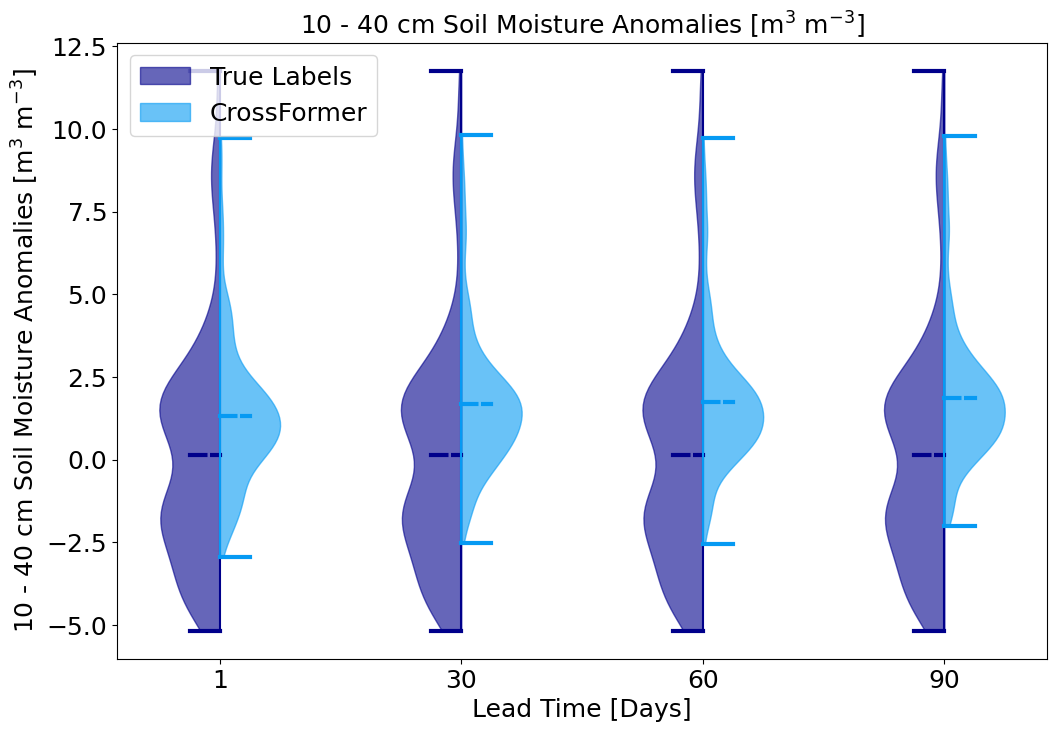 10 - 40 cm Soil Moisture Anomalies [m³ m⁻³]
10 - 40 cm Soil Moisture Anomalies [m³ m⁻³]
12.5
10.0
7.5
5.0
2.5
0.0
−2.5
−5.0
True Labels
CrossFormer
1 30 60 90
Lead Time [Days]